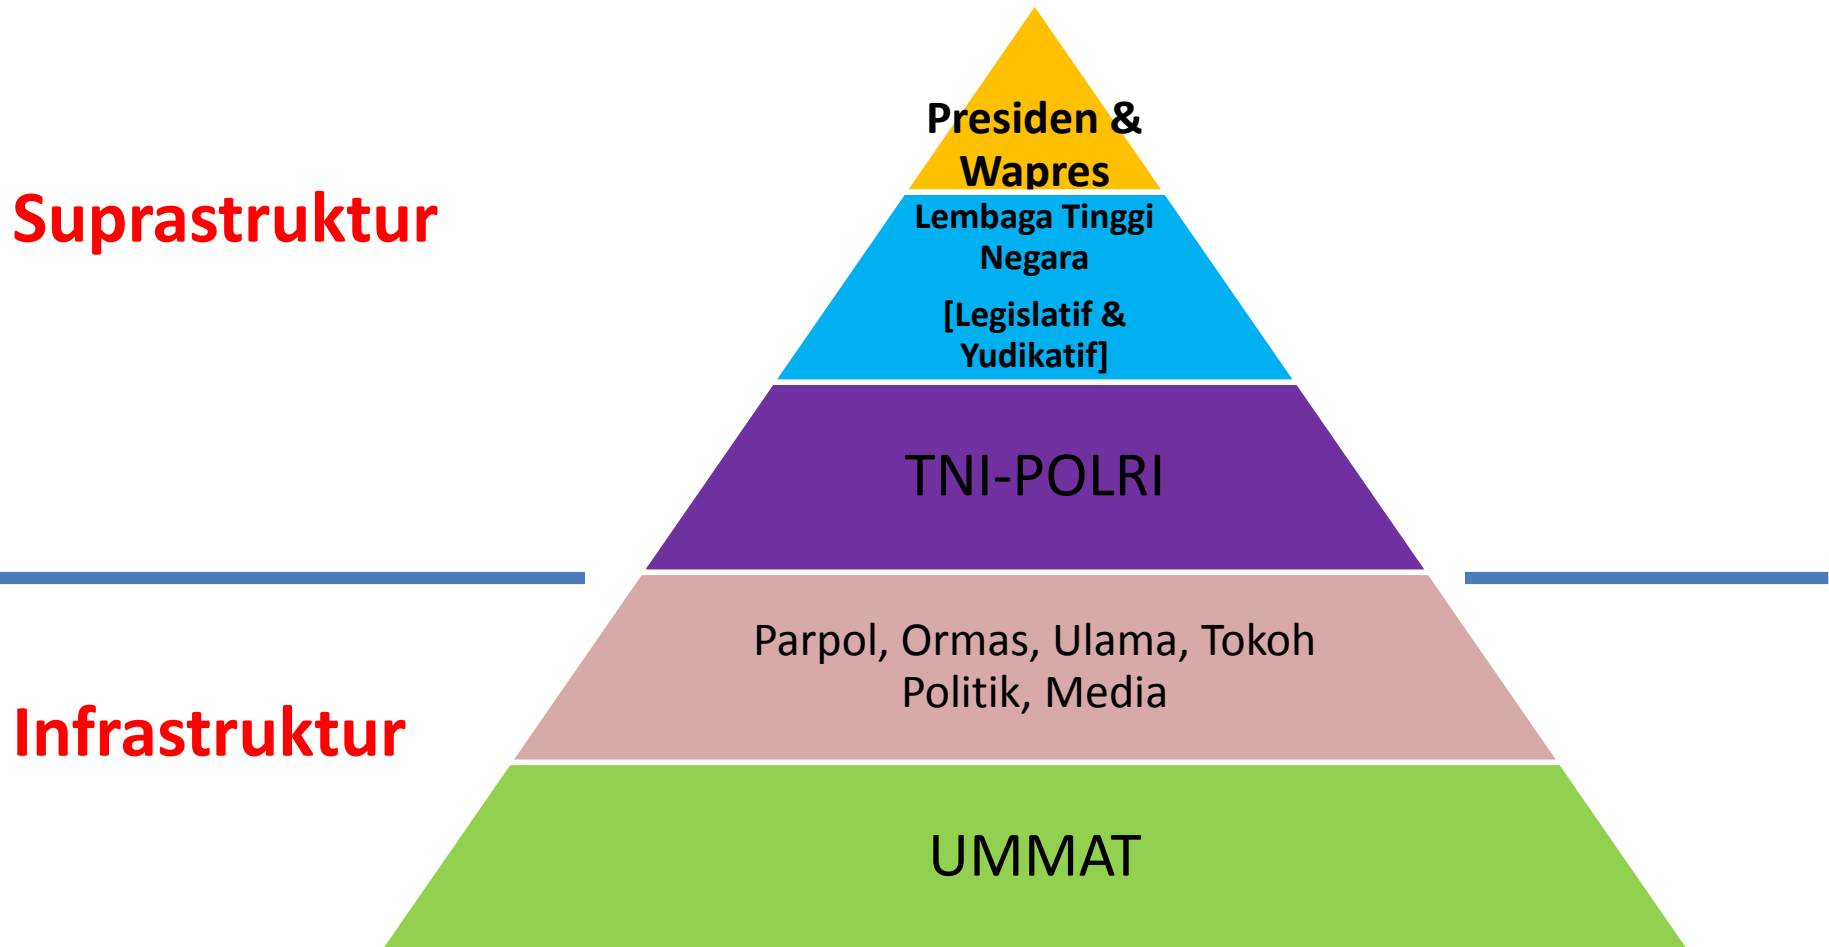 Presiden &
Wapres
Suprastruktur
Lembaga Tinggi
Negara
[Legislatif &
Yudikatif]
TNI-POLRI
Parpol, Ormas, Ulama, Tokoh
Politik, Media
Infrastruktur
UMMAT